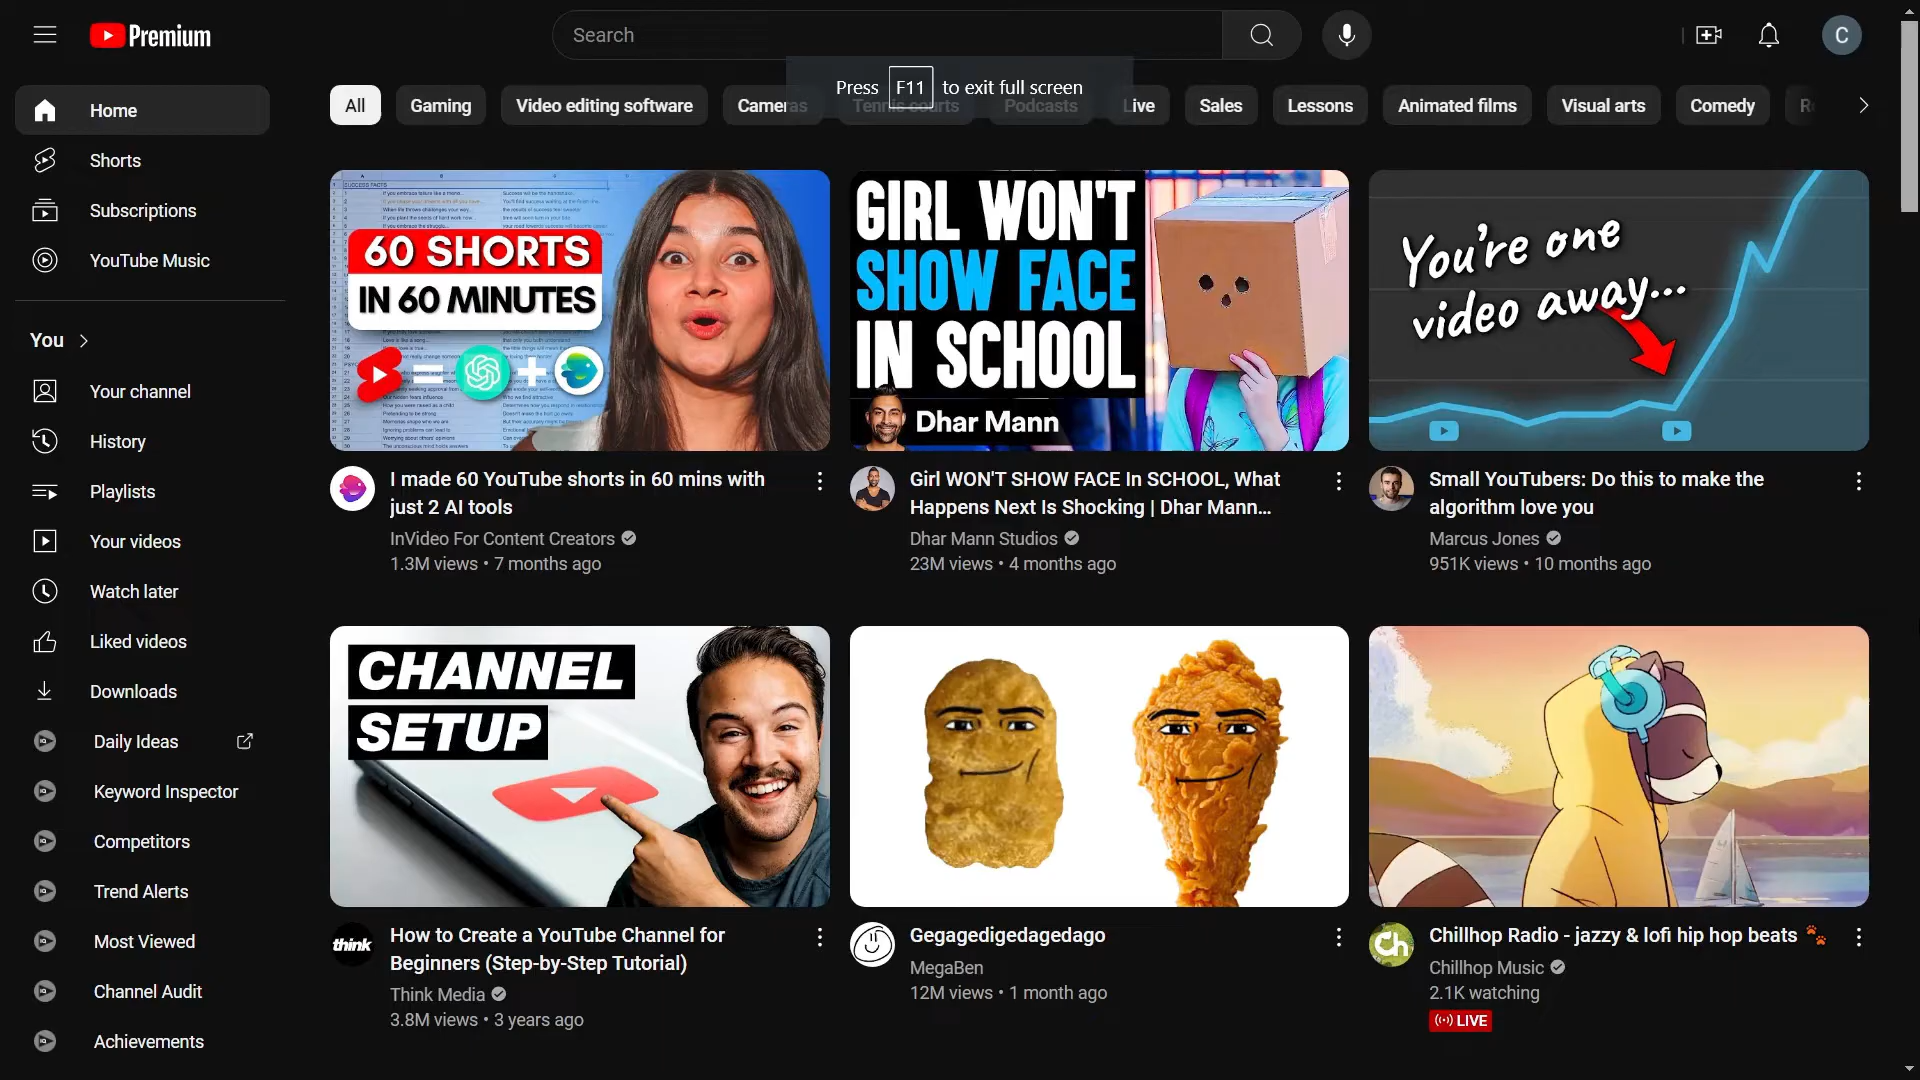 Premium
Search
C
Press F11 to exit full screen
Home
Shorts
Subscriptions
YouTube Music
You
Your channel
History
Playlists
Your videos
Watch later
Liked videos
Downloads
Daily Ideas
Keyword Inspector
Competitors
Trend Alerts
Most Viewed
Channel Audit
Achievements
All
Gaming
Video editing software
Cameras
Tennis courts
Podcasts
Live
Sales
Lessons
Animated films
Visual arts
Comedy
SUCCESS FACTS
60 SHORTS
IN 60 MINUTES
I made 60 YouTube shorts in 60 mins with
just 2 AI tools
InVideo For Content Creators
1.3M views • 7 months ago
GIRL WON'T
SHOW FACE
IN SCHOOL
Dhar Mann
Girl WON'T SHOW FACE In SCHOOL, What
Happens Next Is Shocking | Dhar Mann...
Dhar Mann Studios
23M views • 4 months ago
You're one
video away...
Small YouTubers: Do this to make the
algorithm love you
Marcus Jones
951K views • 10 months ago
CHANNEL
SETUP
think
How to Create a YouTube Channel for
Beginners (Step-by-Step Tutorial)
Think Media
3.8M views • 3 years ago
Gegagedigedagedago
MegaBen
12M views • 1 month ago
Ch
Chillhop Radio - jazzy & lofi hip hop beats 🐾
Chillhop Music
2.1K watching
LIVE